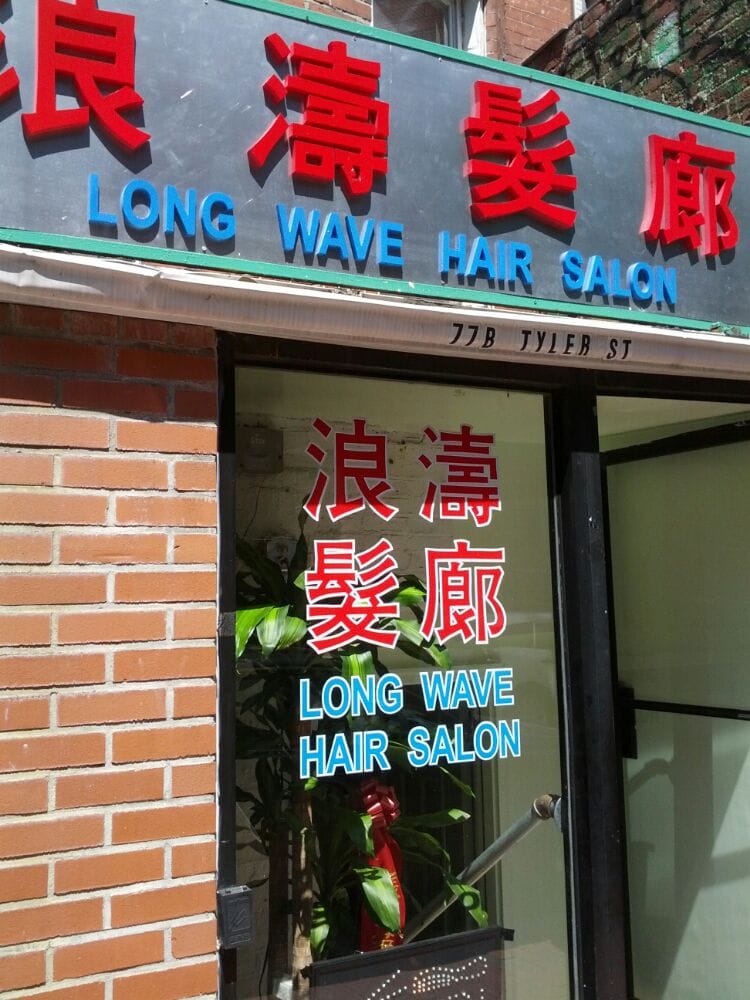 浪濤髮廊
LONG WAVE HAIR SALON
77B TYLER ST
浪濤
髮廊
LONG WAVE
HAIR SALON